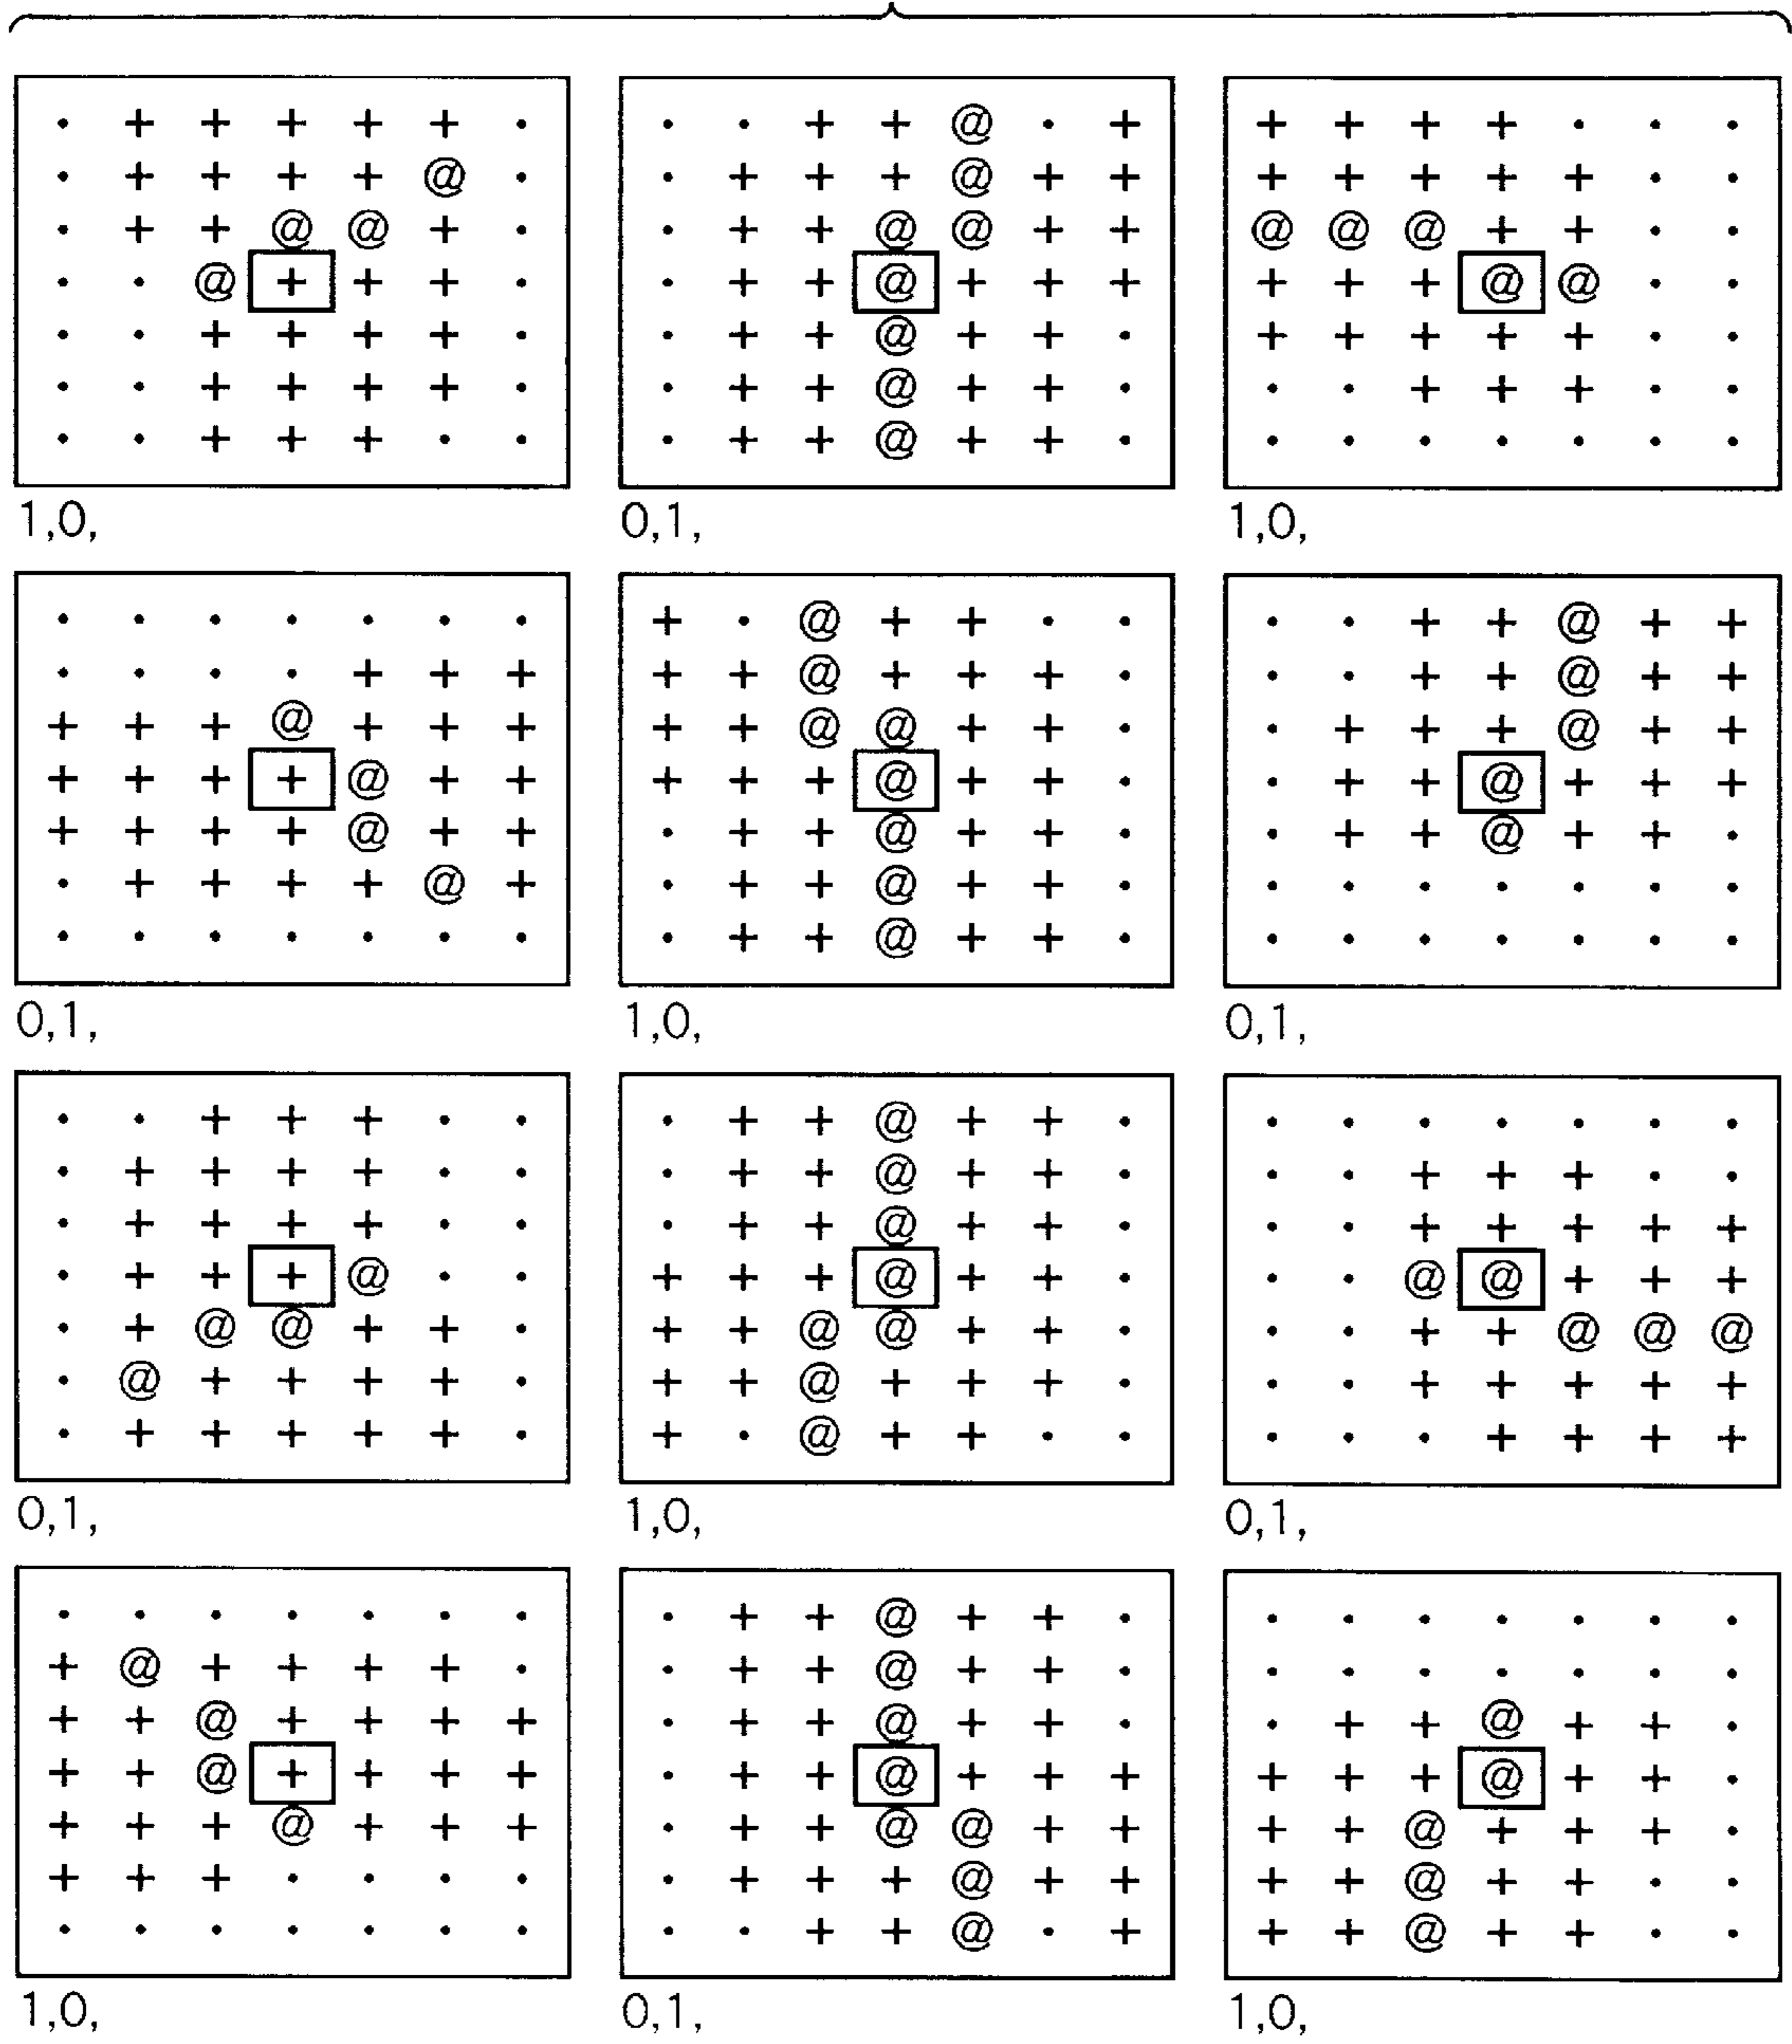 . + + + + + .
. + + + + @ .
. + + @ @ + .
. . @ + + + .
. . + + + + .
. . + + + + .
. . + + + . .
1,0,
. . + + @ . +
. + + + @ + +
. + + @ @ + +
. + + @ + + +
. + + @ + + .
. + + @ + + .
. + + @ + + .
0,1,
+ + + + . . .
+ + + + + . .
@ @ @ + + . .
+ + + @ @ . .
+ + + + + . .
. . + + + . .
. . . . . . .
1,0,
. . . . . . .
. . . . + + +
+ + + @ + + +
+ + + + @ + +
+ + + + @ + +
. + + + + @ +
. . . . . . .
0,1,
+ . @ + + . .
+ + @ + + + .
+ + @ @ + + .
+ + + @ + + .
. + + @ + + .
. + + @ + + .
. + + @ + + .
1,0,
. . + + @ + +
. . + + @ + +
. + + + @ + +
. + + @ + + +
. + + @ + + .
. . . . . . .
. . . . . . .
0,1,
. . + + + . .
. + + + + . .
. + + + + . .
. + + + @ . .
. + @ @ + + .
. @ + + + + .
. + + + + + .
0,1,
. + + @ + + .
. + + @ + + .
. + + @ + + .
+ + + @ + + .
+ + @ @ + + .
+ + @ + + + .
+ . @ + + . .
1,0,
. . . . . . .
. . + + + . .
. . + + + + +
. . @ @ + + +
. . + + @ @ @
. . + + + + +
. . . + + + +
0,1,
. . . . . . .
+ @ + + + + .
+ + @ + + + +
+ + @ + + + +
+ + + @ + + +
+ + + . . . .
. . . . . . .
1,0,
. + + @ + + .
. + + @ + + .
. + + @ + + .
. + + @ + + +
. + + @ @ + +
. + + + @ + +
. . + + @ . +
0,1,
. . . . . . .
. . . . . . .
. + + @ + + .
+ + + @ + + .
+ + @ + + + .
+ + @ + + . .
+ + @ + + . .
1,0,